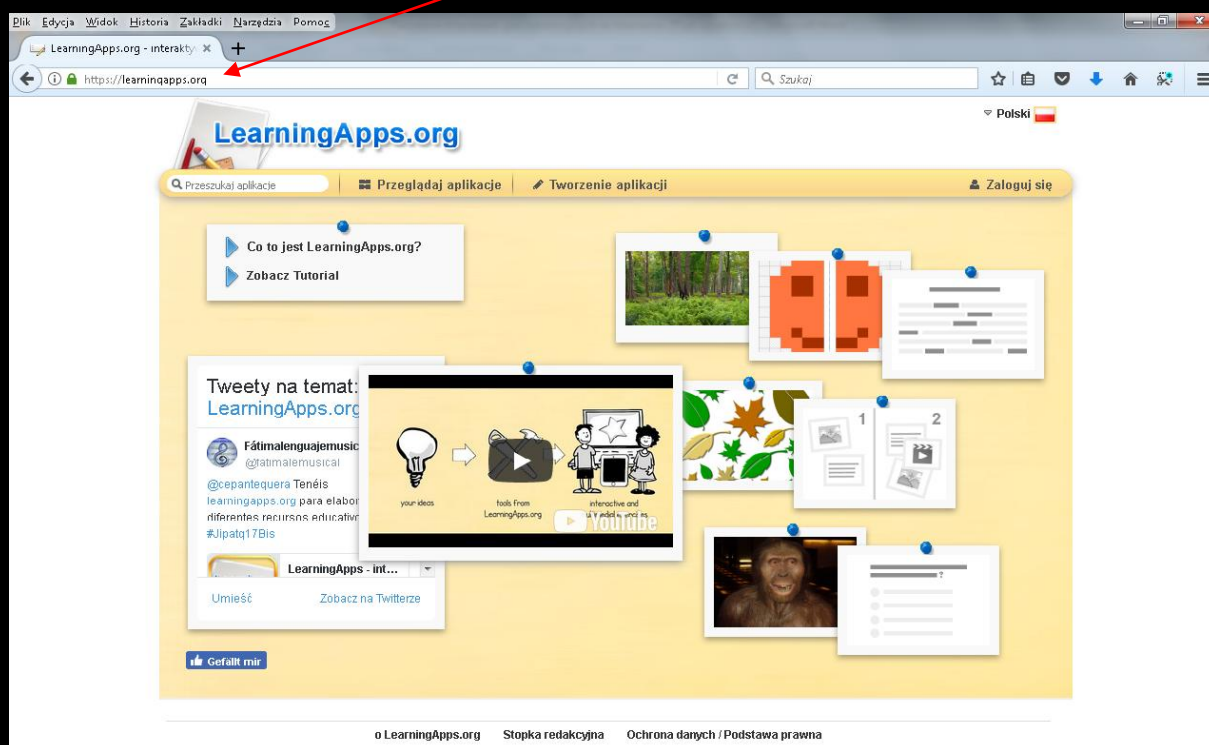 Plik Edycja Widok Historia Zakładki Narzędzia Pomoc
LearningApps.org - interakty
https://learningapps.org
Szukaj
Polski
LearningApps.org
Przeszukaj aplikacje
Przeglądaj aplikacje
Tworzenie aplikacji
Zaloguj się
Co to jest LearningApps.org?
Zobacz Tutorial
Tweety na temat:
LearningApps.org
Fátimalenguajemusic
@fatimalemusical
@cepantequera Tenéis
learningapps.org para elabor
diferentes recursos educativo
#Jipatq17Bis
LearningApps - int...
Umieść
Zobacz na Twitterze
your ideas
tools from
LearningApps.org
interactive and
YouTube
1
2
?
Gefällt mir
o LearningApps.org
Stopka redakcyjna
Ochrona danych / Podstawa prawna